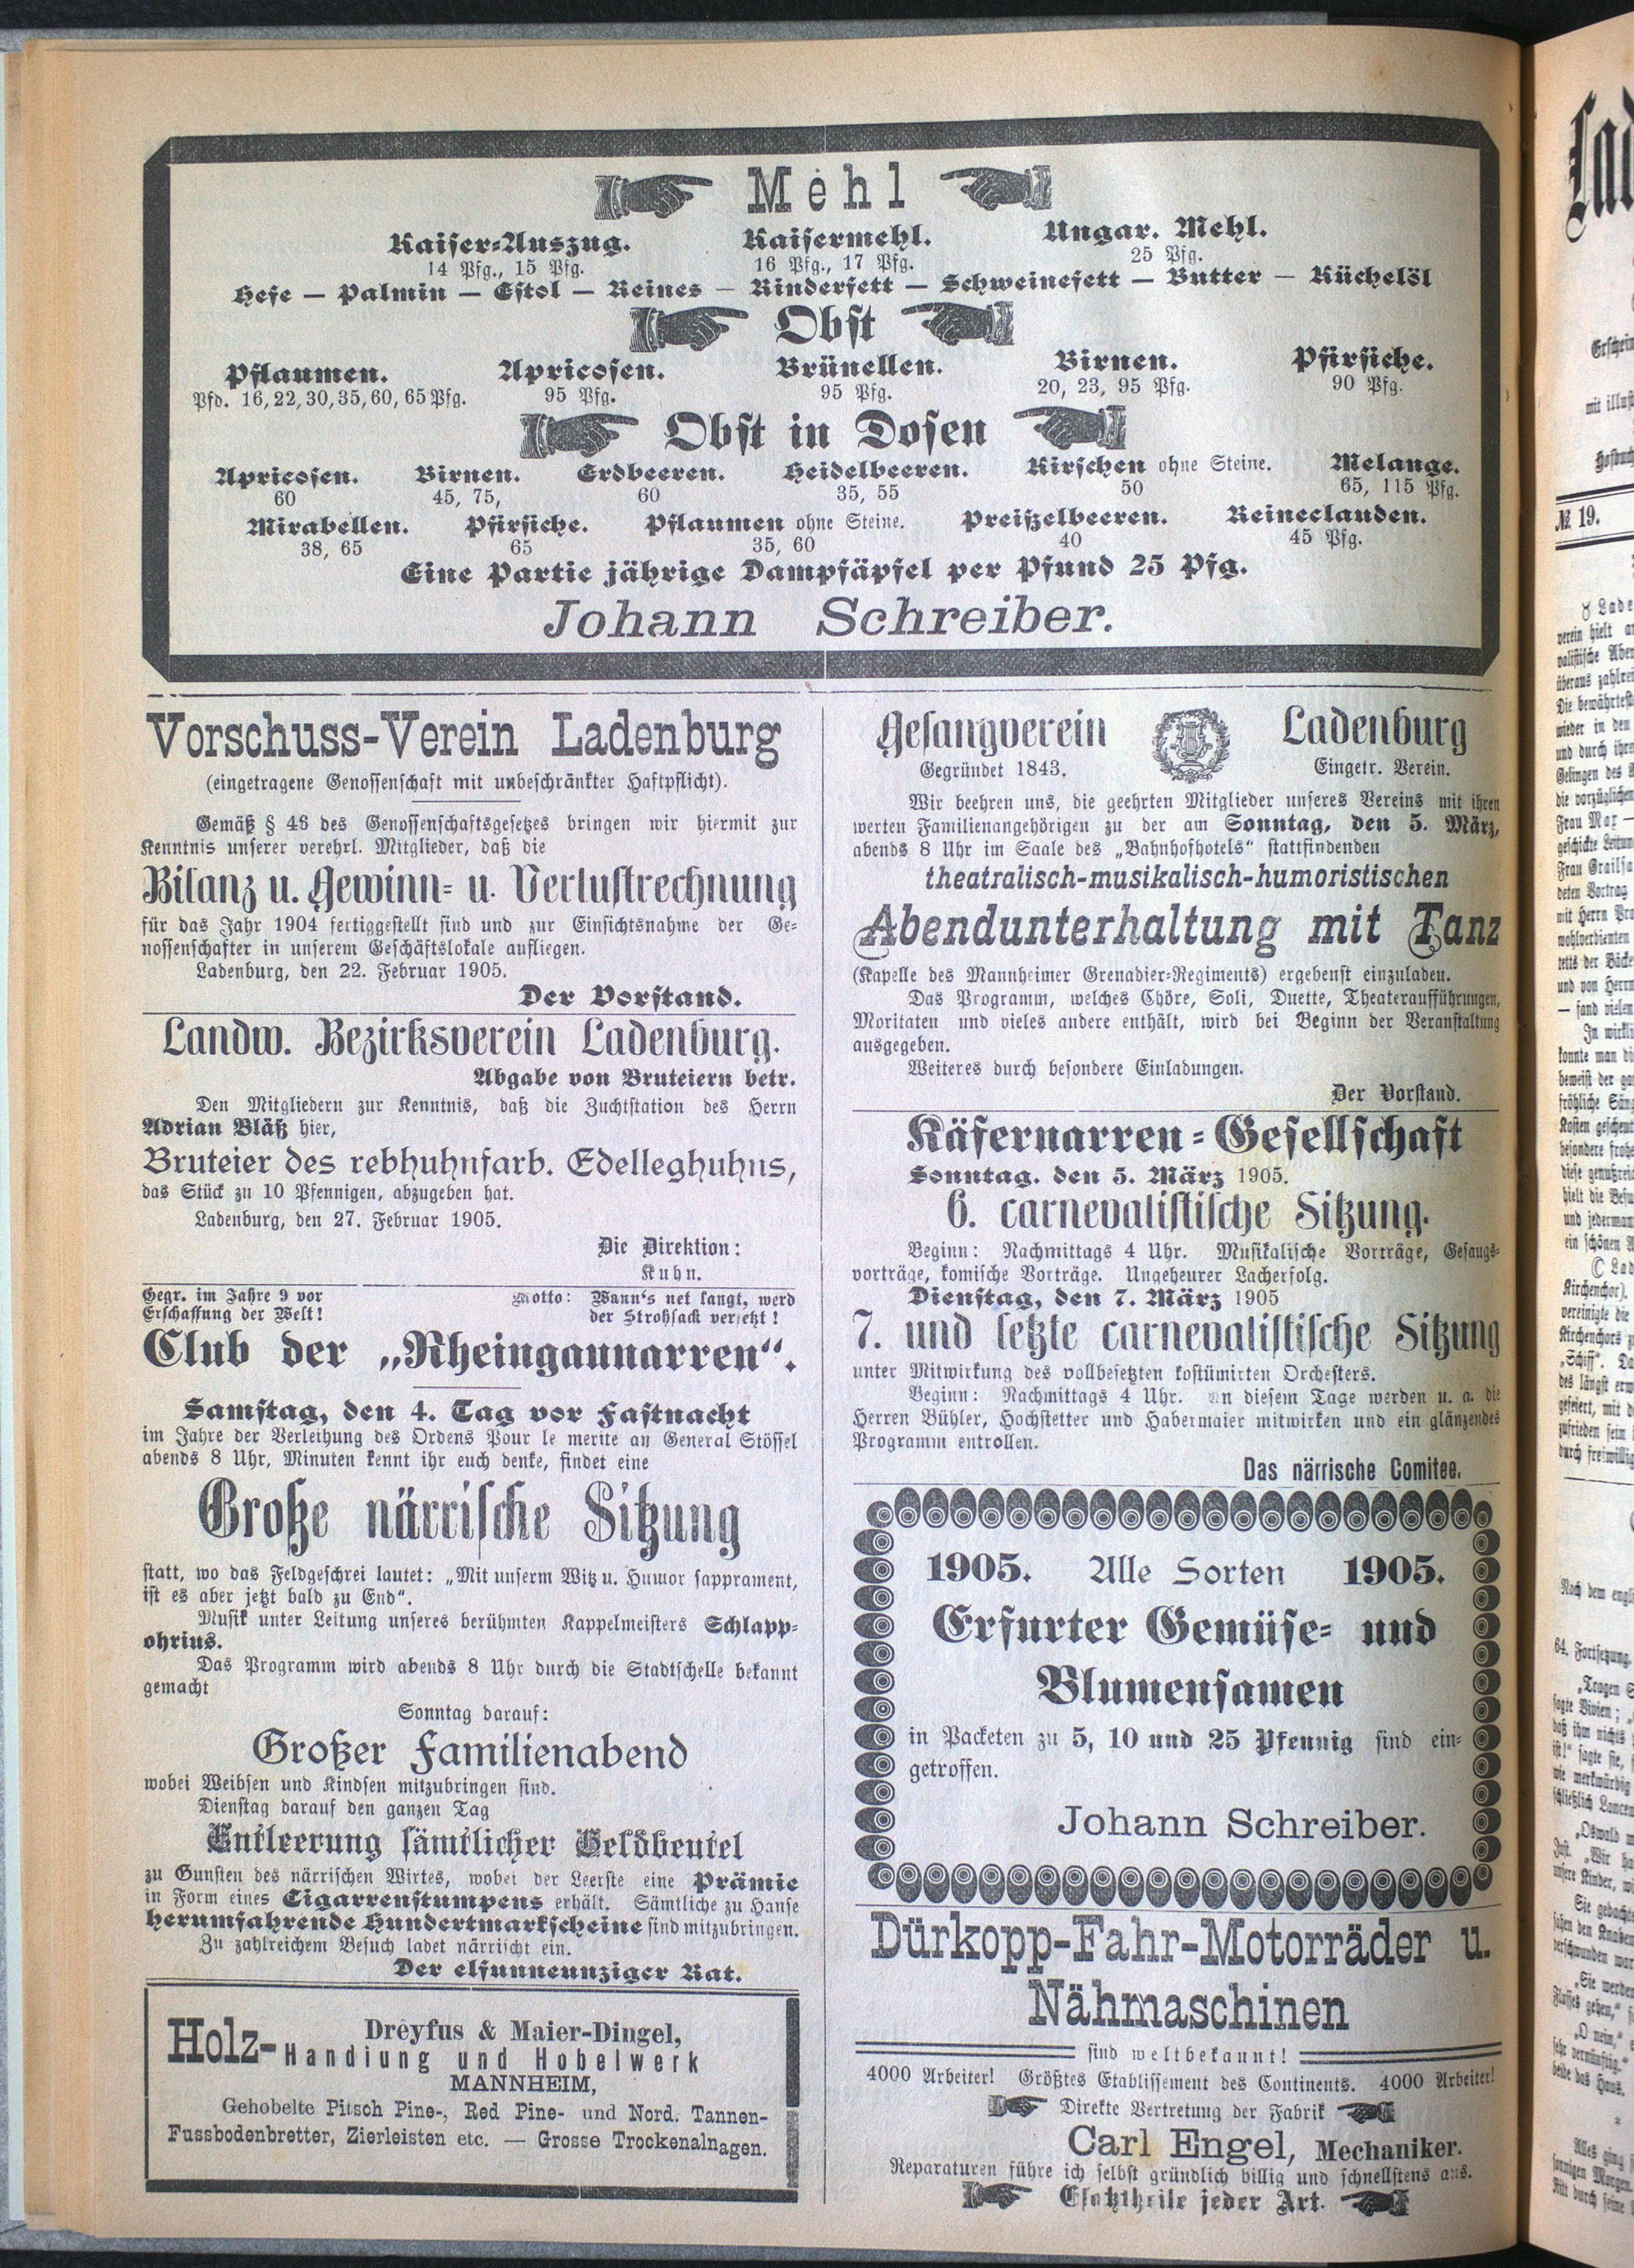 Mehl
Kaiser-Auszug. Kaisermehl. Ungar. Mehl.
14 Pfg., 15 Pfg. 16 Pfg., 17 Pfg. 25 Pfg.
Hefe — Palmin — Estol — Reines — Rinderfett — Schweinefett — Butter — Küchelöl
Obst
Pflaumen. Apricosen. Brünellen. Birnen. Pfirsiche.
Pfd. 16, 22, 30, 35, 60, 65 Pfg. 95 Pfg. 95 Pfg. 20, 23, 95 Pfg. 90 Pfg.
Obst in Dosen
Apricosen. Birnen. Erdbeeren. Heidelbeeren. Kirschen ohne Steine. Melange.
60 45, 75, 60 35, 55 50 65, 115 Pfg.
Mirabellen. Pfirsiche. Pflaumen ohne Steine. Preißelbeeren. Reineclauden.
38, 65 65 35, 60 40 45 Pfg.
Eine Partie jährige Dampfäpfel per Pfund 25 Pfg.
Johann Schreiber.
Vorschuss-Verein Ladenburg
(eingetragene Genossenschaft mit unbeschränkter Haftpflicht).
Gemäß § 48 des Genossenschaftsgesetzes bringen wir hiermit zur
Kenntnis unserer verehrl. Mitglieder, daß die
Bilanz u. Gewinn- u. Verlustrechnung
für das Jahr 1904 fertiggestellt sind und zur Einsichtsnahme der Ge-
nossenschafter in unserem Geschäftslokale aufliegen.
Ladenburg, den 22. Februar 1905.
Der Vorstand.
Landw. Bezirksverein Ladenburg.
Abgabe von Bruteiern betr.
Den Mitgliedern zur Kenntnis, daß die Zuchtstation des Herrn
Adrian Bläß hier,
Bruteier des rebhuhnfarb. Edelleghuhns,
das Stück zu 10 Pfennigen, abzugeben hat.
Ladenburg, den 27. Februar 1905.
Die Direktion:
Kuhn.
Gegr. im Jahre 9 vor
Erschaffung der Welt!
Motto: Wann's net langt, werd
der Strohsack versetzt!
Club der „Rheingaunarren“.
Samstag, den 4. Tag vor Fastnacht
im Jahre der Verleihung des Ordens Pour le merite an General Stössel
abends 8 Uhr, Minuten kennt ihr euch denke, findet eine
Große närrische Sitzung
statt, wo das Feldgeschrei lautet: „Mit unserm Witz u. Humor sapprament,
ist es aber jetzt bald zu End“.
Musik unter Leitung unseres berühmten Kappelmeisters Schlapp-
ohrius.
Das Programm wird abends 8 Uhr durch die Stadtschelle bekannt
gemacht
Sonntag darauf:
Großer Familienabend
wobei Weibsen und Kindsen mitzubringen sind.
Dienstag darauf den ganzen Tag
Entleerung sämtlicher Geldbeutel
zu Gunsten des närrischen Wirtes, wobei der Leerste eine Prämie
in Form eines Cigarrenstumpens erhält. Sämtliche zu Hause
herumfahrende Hundertmarkscheine sind mitzubringen.
Zu zahlreichem Besuch ladet närrischt ein.
Der elfunneunziger Rat.
Dreyfus & Maier-Dingel,
Holz-Handlung und Hobelwerk
MANNHEIM,
Gehobelte Pitsch Pine-, Red Pine- und Nord. Tannen-
Fussbodenbretter, Zierleisten etc. — Grosse Trockenalnagen.
Gesangverein Ladenburg
Gegründet 1843. Eingetr. Verein.
Wir beehren uns, die geehrten Mitglieder unseres Vereins mit ihren
werten Familienangehörigen zu der am Sonntag, den 5. März,
abends 8 Uhr im Saale des „Bahnhofhotels“ stattfindenden
theatralisch-musikalisch-humoristischen
Abendunterhaltung mit Tanz
(Kapelle des Mannheimer Grenadier-Regiments) ergebenst einzuladen.
Das Programm, welches Chöre, Soli, Duette, Theateraufführungen,
Moritaten und vieles andere enthält, wird bei Beginn der Veranstaltung
ausgegeben.
Weiteres durch besondere Einladungen.
Der Vorstand.
Käfernarren-Gesellschaft
Sonntag. den 5. März 1905.
6. carnevalistische Sitzung.
Beginn: Nachmittags 4 Uhr. Musikalische Vorträge, Gesangs-
vorträge, komische Vorträge. Ungeheurer Lacherfolg.
Dienstag, den 7. März 1905
7. und letzte carnevalistische Sitzung
unter Mitwirkung des vollbesetzten kostümirten Orchesters.
Beginn: Nachmittags 4 Uhr. An diesem Tage werden u. a. die
Herren Bühler, Hochstetter und Habermaier mitwirken und ein glänzendes
Programm entrollen.
Das närrische Comitee.
1905. Alle Sorten 1905.
Erfurter Gemüse- und
Blumensamen
in Packeten zu 5, 10 und 25 Pfennig sind ein-
getroffen.
Johann Schreiber.
Dürkopp-Fahr-Motorräder u.
Nähmaschinen
sind weltbekannt!
4000 Arbeiter! Größtes Etablissement des Continents. 4000 Arbeiter!
Direkte Vertretung der Fabrik
Carl Engel, Mechaniker.
Reparaturen führe ich selbst gründlich billig und schnellstens aus.
Esatztheile jeder Art.
№ 19.
64. Fortsetzung.